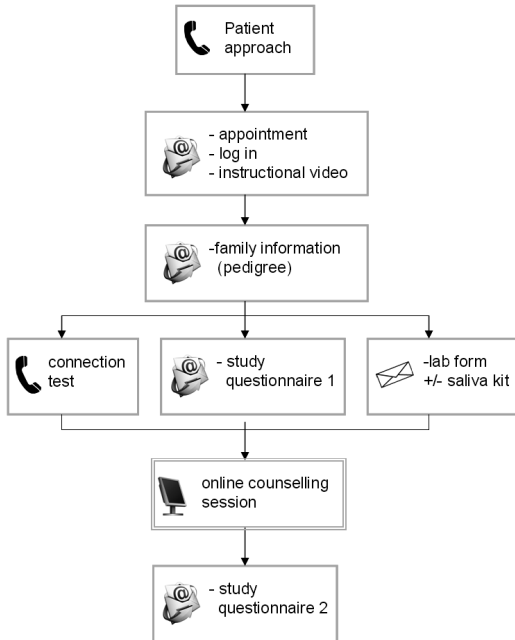 Patient
approach
- appointment
- log in
- instructional video
-family information
(pedigree)
connection
test
- study
questionnaire 1
-lab form
+/- saliva kit
online counselling
session
- study
questionnaire 2